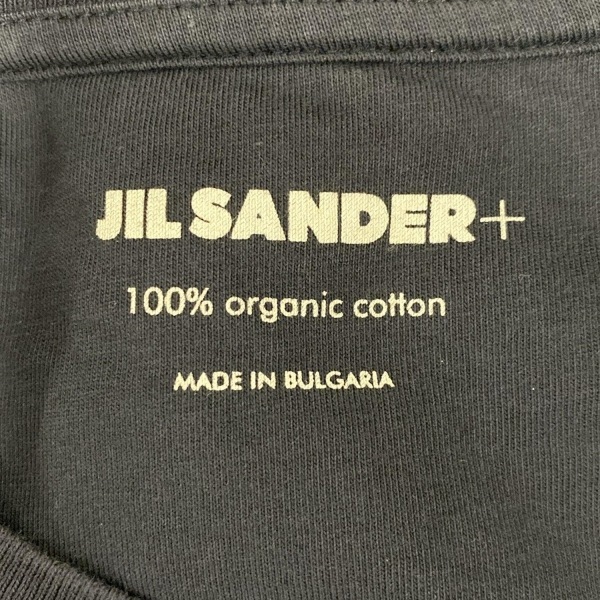 JIL SANDER+
100% organic cotton
MADE IN BULGARIA